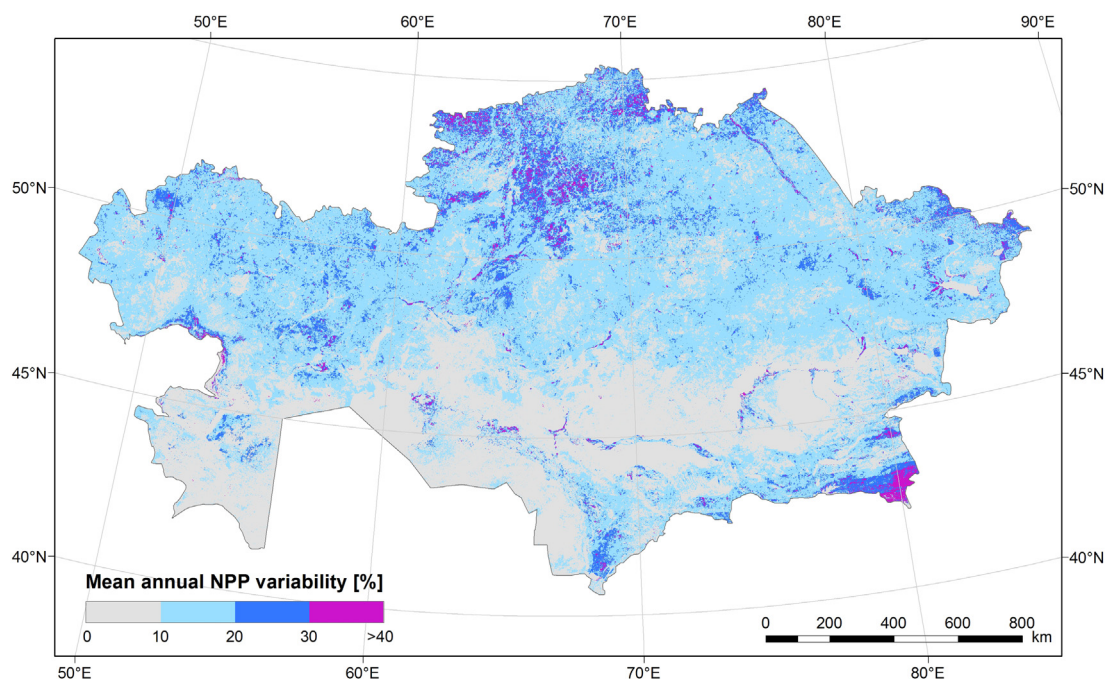 50°E 60°E 70°E 80°E 90°E
50°N 50°N
45°N 45°N
40°N 40°N
Mean annual NPP variability [%]
0 10 20 30 >40
0 200 400 600 800
km
50°E 60°E 70°E 80°E